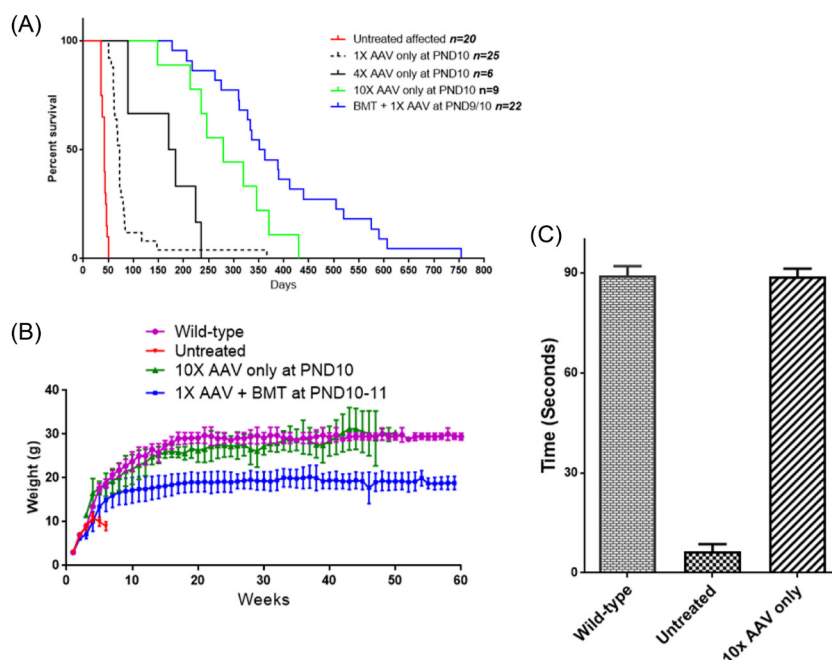 (A)
Untreated affected n=20
1X AAV only at PND10 n=25
4X AAV only at PND10 n=6
10X AAV only at PND10 n=9
BMT + 1X AAV at PND9/10 n=22
Percent survival
100
50
0
0 50 100 150 200 250 300 350 400 450 500 550 600 650 700 750 800
Days
(B)
Wild-type
Untreated
10X AAV only at PND10
1X AAV + BMT at PND10-11
Weight (g)
40
30
20
10
0
0 10 20 30 40 50 60
Weeks
(C)
Time (Seconds)
90
60
30
0
Wild-type
Untreated
10x AAV only